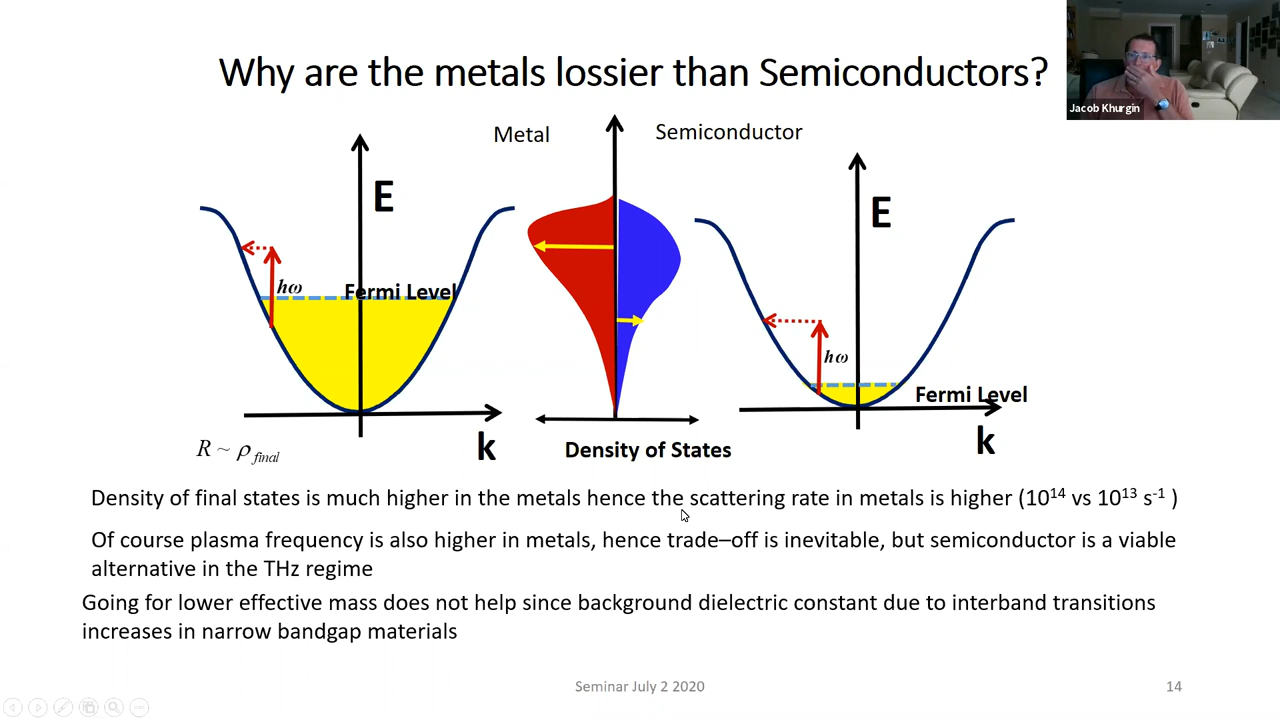 Why are the metals lossier than Semiconductors?
Jacob Khurgin
Metal
Semiconductor
E
E
ħω
Fermi Level
ħω
Fermi Level
k
k
R ~ ρ final
Density of States
Density of final states is much higher in the metals hence the scattering rate in metals is higher (10¹⁴ vs 10¹³ s⁻¹ )
Of course plasma frequency is also higher in metals, hence trade–off is inevitable, but semiconductor is a viable
alternative in the THz regime
Going for lower effective mass does not help since background dielectric constant due to interband transitions
increases in narrow bandgap materials
Seminar July 2 2020
14